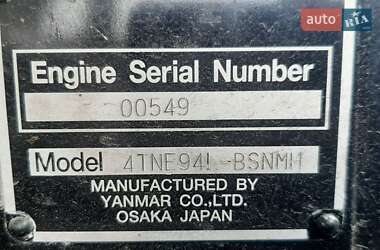 auto RIA
Engine Serial Number
00549
Model 4TNE94L-BSNMH
MANUFACTURED BY
YANMAR CO.,LTD.
OSAKA JAPAN